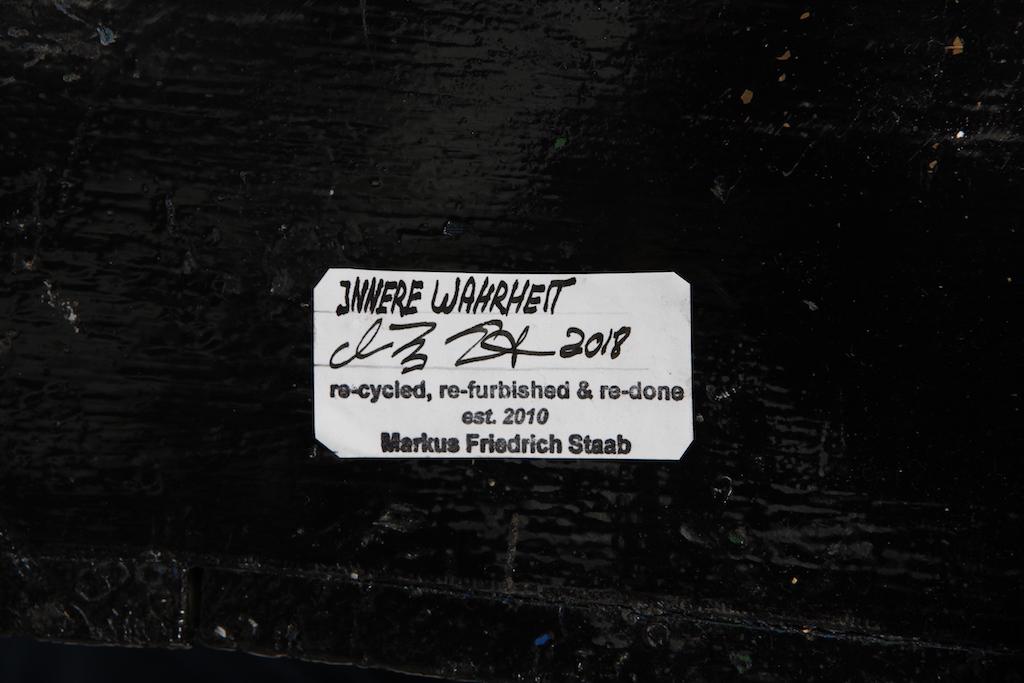 INNERE WAHRHEIT
2018
re-cycled, re-furbished & re-done
est. 2010
Markus Friedrich Staab